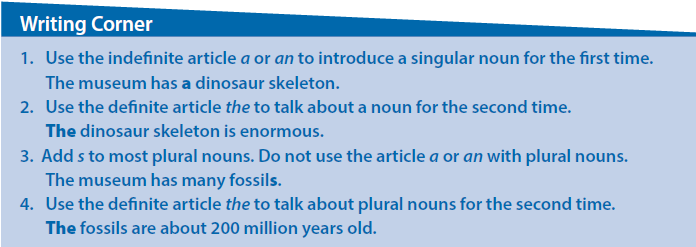 Writing Corner
1. Use the indefinite article a or an to introduce a singular noun for the first time.
The museum has a dinosaur skeleton.
2. Use the definite article the to talk about a noun for the second time.
The dinosaur skeleton is enormous.
3. Add s to most plural nouns. Do not use the article a or an with plural nouns.
The museum has many fossils.
4. Use the definite article the to talk about plural nouns for the second time.
The fossils are about 200 million years old.